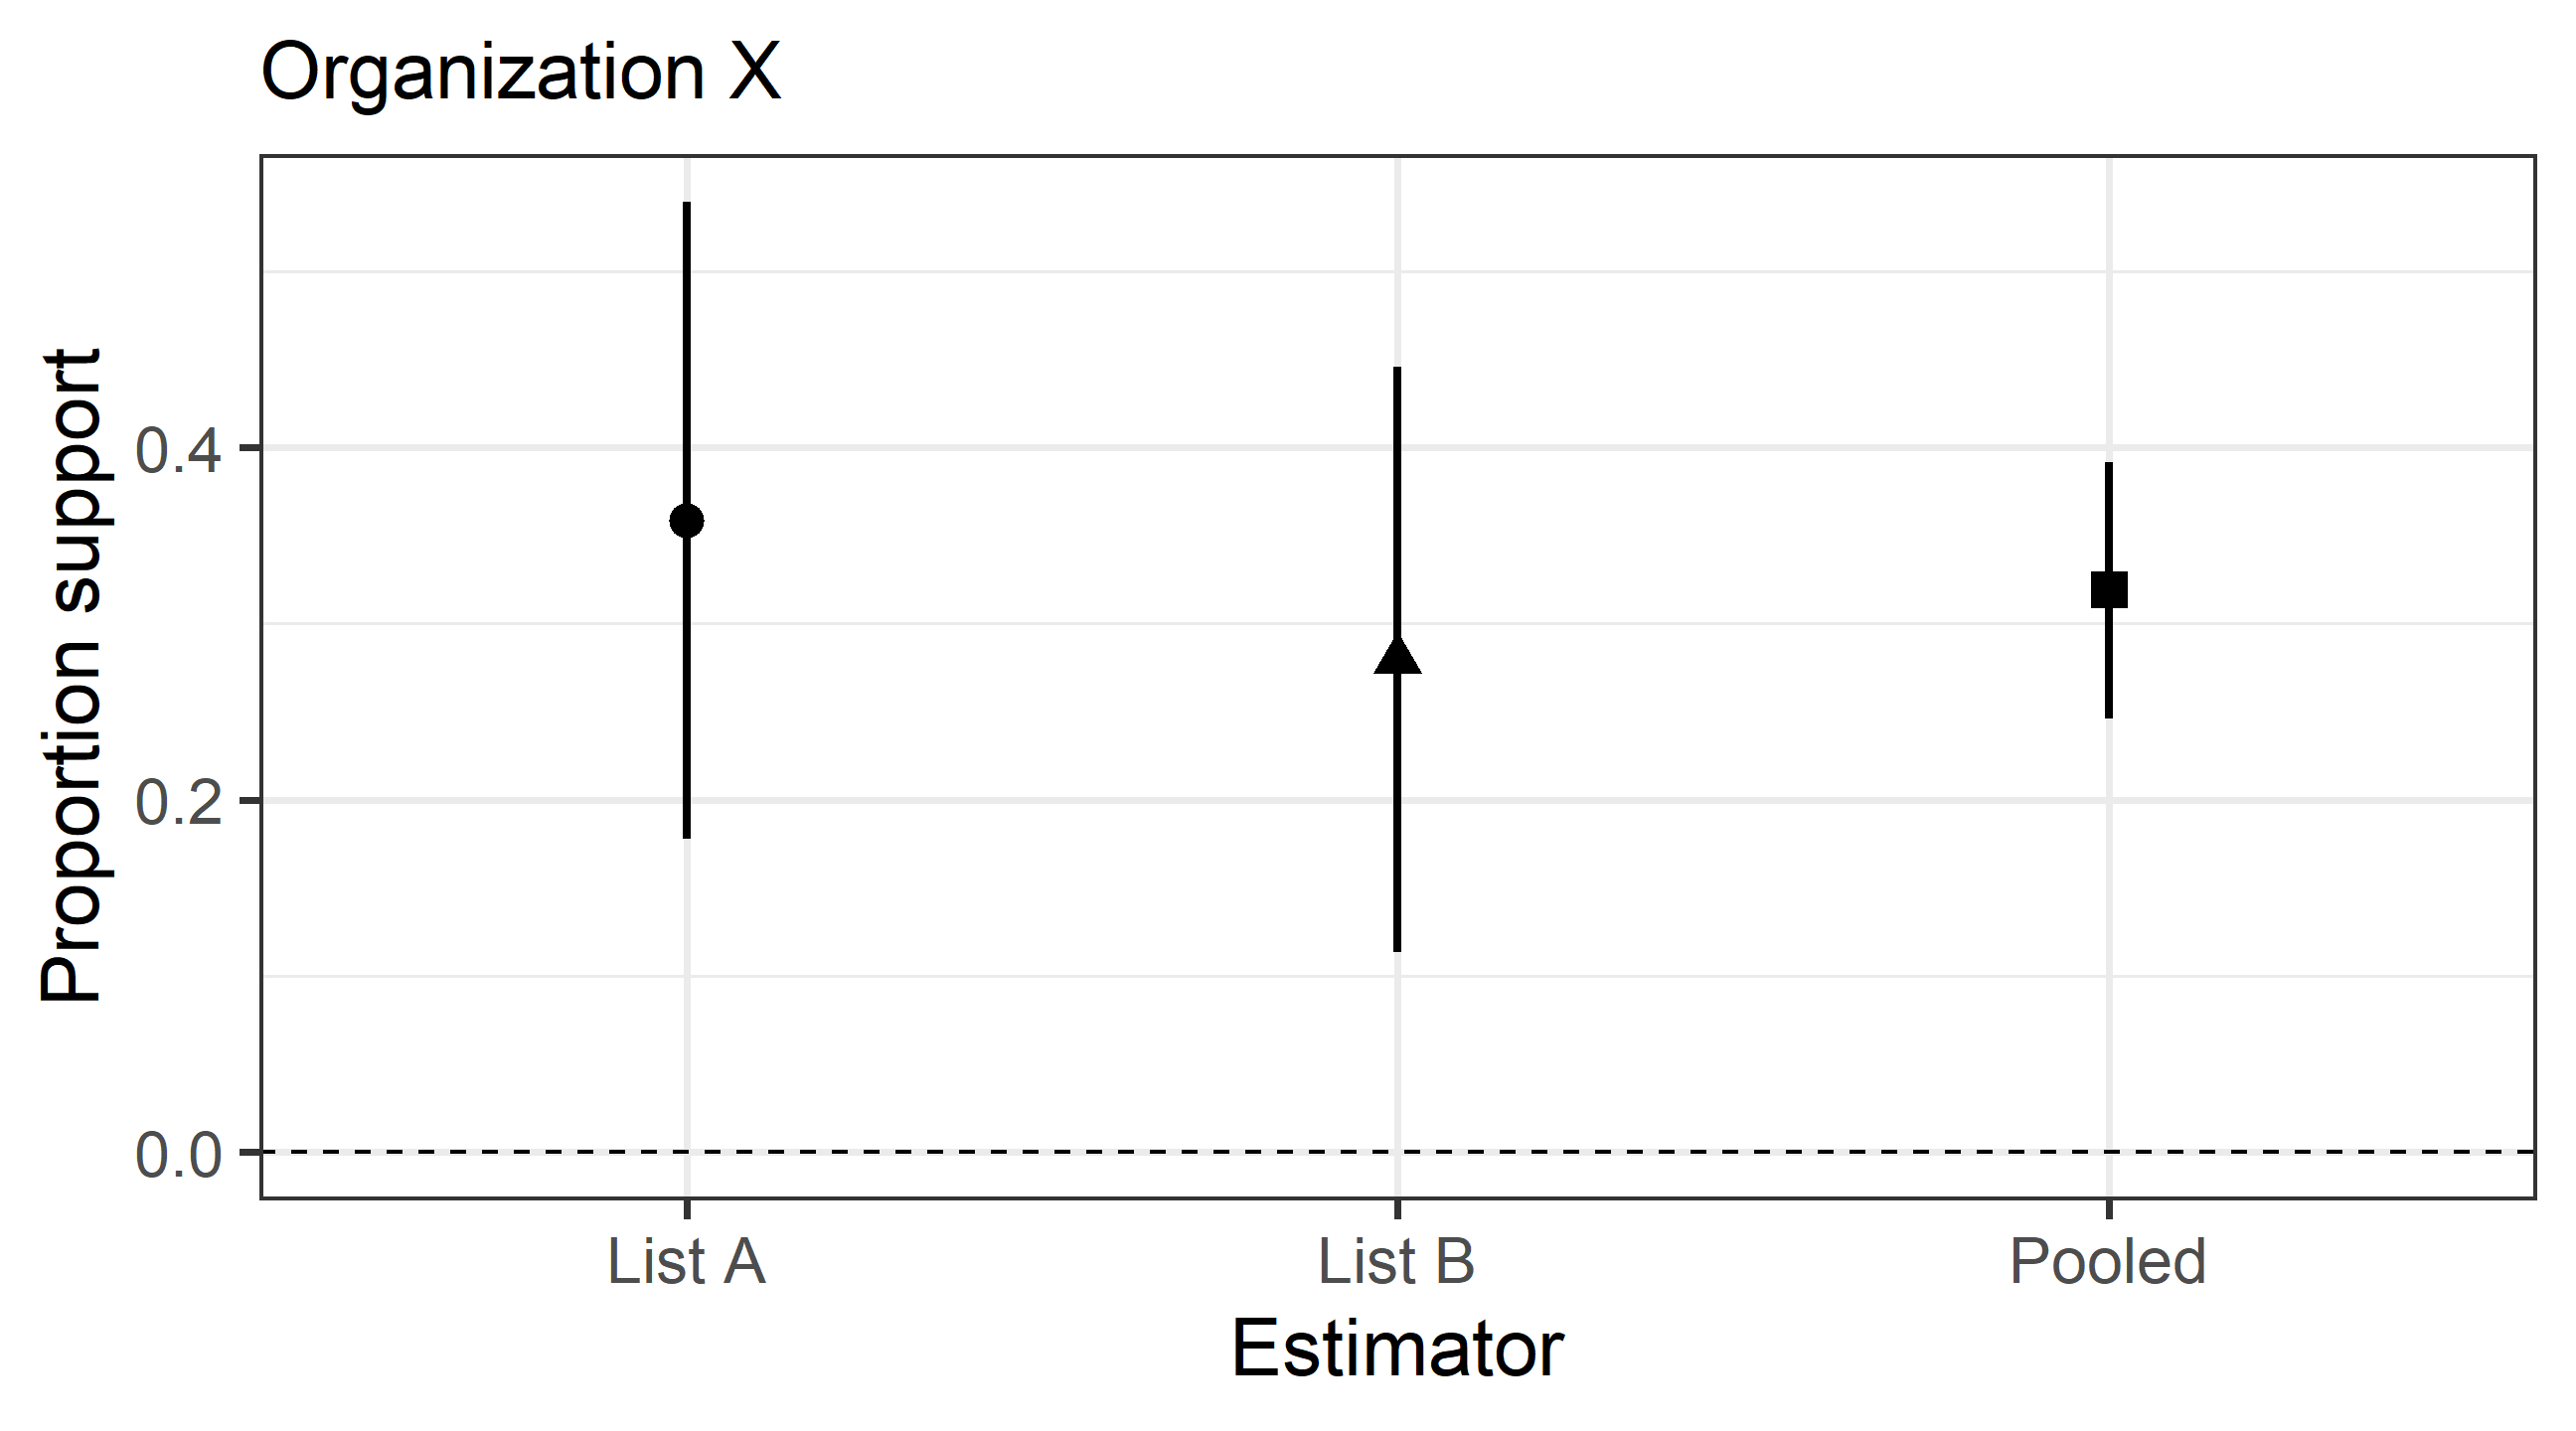 Organization X
Proportion support
0.4
0.2
0.0
List A
List B
Pooled
Estimator